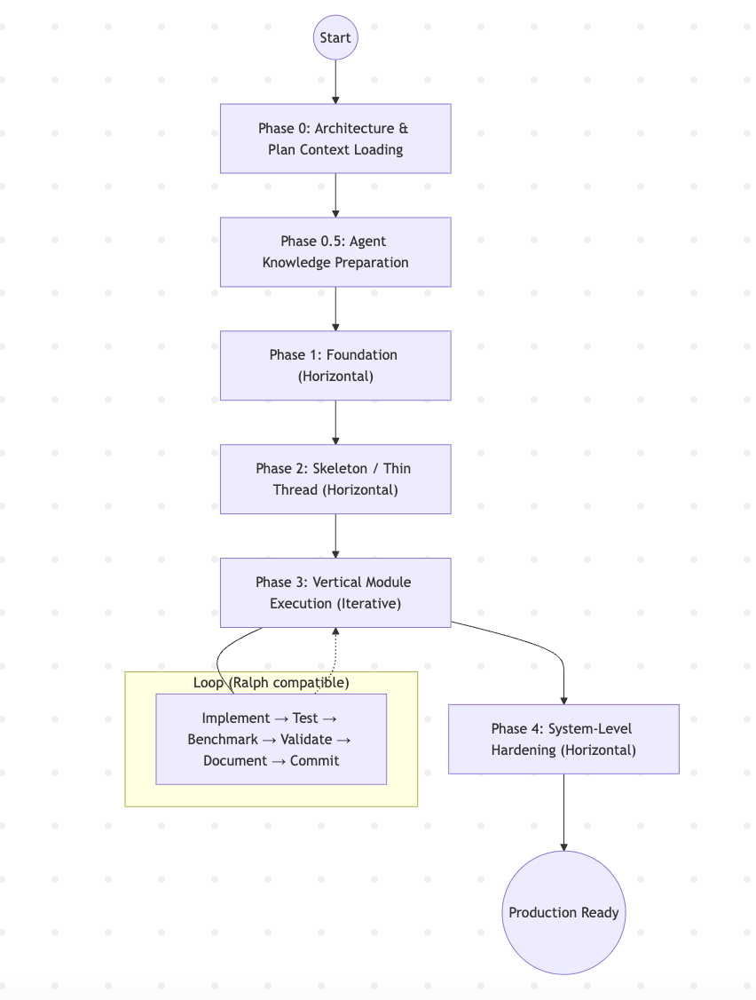 Start
Phase 0: Architecture &
Plan Context Loading
Phase 0.5: Agent
Knowledge Preparation
Phase 1: Foundation
(Horizontal)
Phase 2: Skeleton / Thin
Thread (Horizontal)
Phase 3: Vertical Module
Execution (Iterative)
Loop (Ralph compatible)
Implement → Test →
Benchmark → Validate →
Document → Commit
Phase 4: System-Level
Hardening (Horizontal)
Production Ready